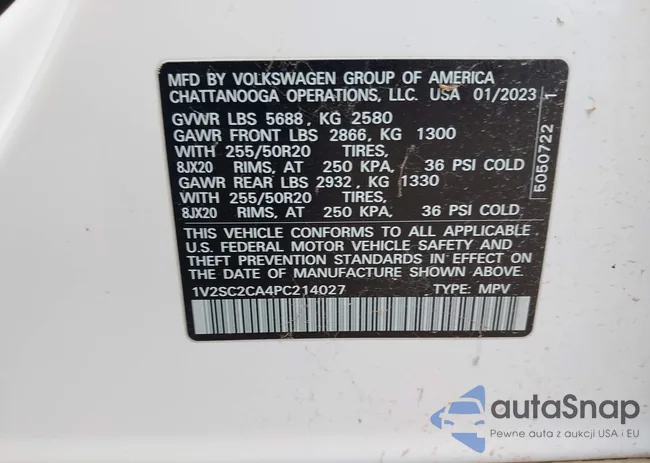 MFD BY VOLKSWAGEN GROUP OF AMERICA
CHATTANOOGA OPERATIONS, LLC. USA 01/2023
GVWR LBS 5688, KG 2580
GAWR FRONT LBS 2866, KG 1300
WITH 255/50R20 TIRES,
8JX20 RIMS, AT 250 KPA, 36 PSI COLD
GAWR REAR LBS 2932, KG 1330
WITH 255/50R20 TIRES,
8JX20 RIMS, AT 250 KPA, 36 PSI COLD.
THIS VEHICLE CONFORMS TO ALL APPLICABLE
U.S. FEDERAL MOTOR VEHICLE SAFETY AND
THEFT PREVENTION STANDARDS IN EFFECT
ON THE DATE OF MANUFACTURE SHOWN ABOVE.
1V2SC2CA4PC214027 TYPE: MPV
5050722 1
autaSnap
Pewne auta z aukcji USA i EU